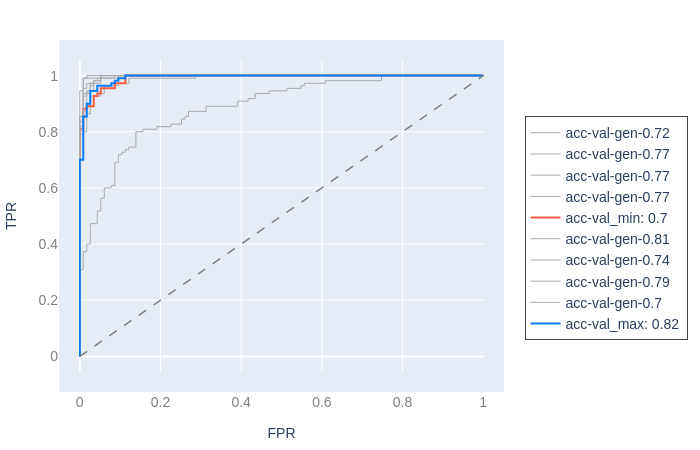 1
0.8
0.6
0.4
0.2
0
TPR
0 0.2 0.4 0.6 0.8 1
FPR
acc-val-gen-0.72
acc-val-gen-0.77
acc-val-gen-0.77
acc-val-gen-0.77
acc-val_min: 0.7
acc-val-gen-0.81
acc-val-gen-0.74
acc-val-gen-0.79
acc-val-gen-0.7
acc-val_max: 0.82